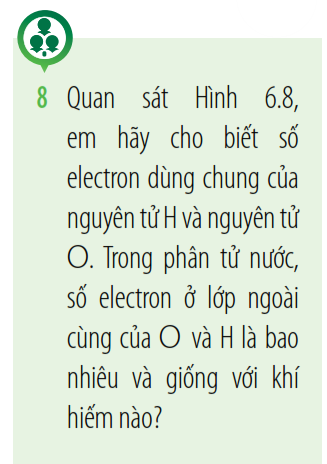 8 Quan sát Hình 6.8,
em hãy cho biết số
electron dùng chung của
nguyên tử H và nguyên tử
O. Trong phân tử nước,
số electron ở lớp ngoài
cùng của O và H là bao
nhiêu và giống với khí
hiếm nào?